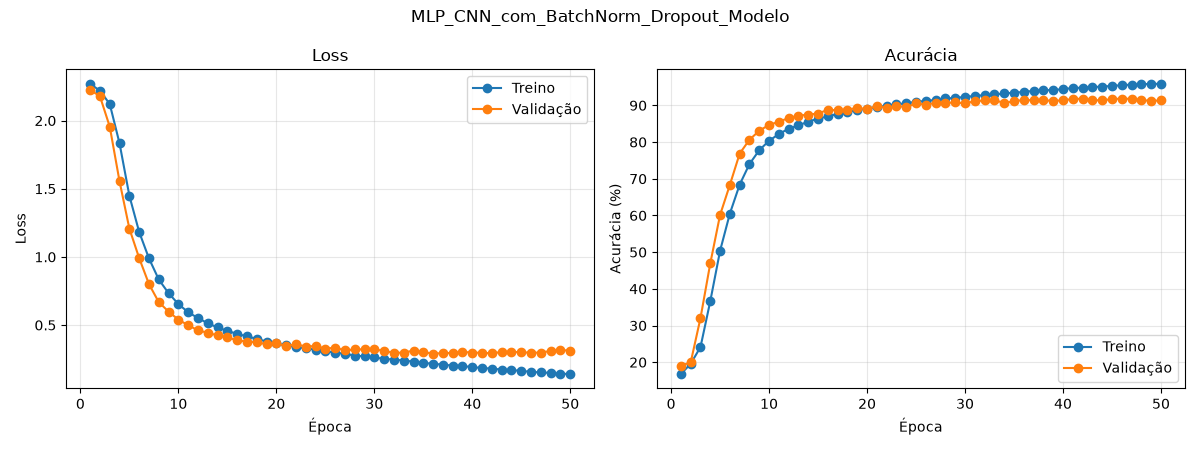 MLP_CNN_com_BatchNorm_Dropout_Modelo
Loss
Loss
2.0
1.5
1.0
0.5
0
10
20
30
40
50
Época
Treino
Validação
Acurácia
Acurácia (%)
90
80
70
60
50
40
30
20
0
10
20
30
40
50
Época
Treino
Validação